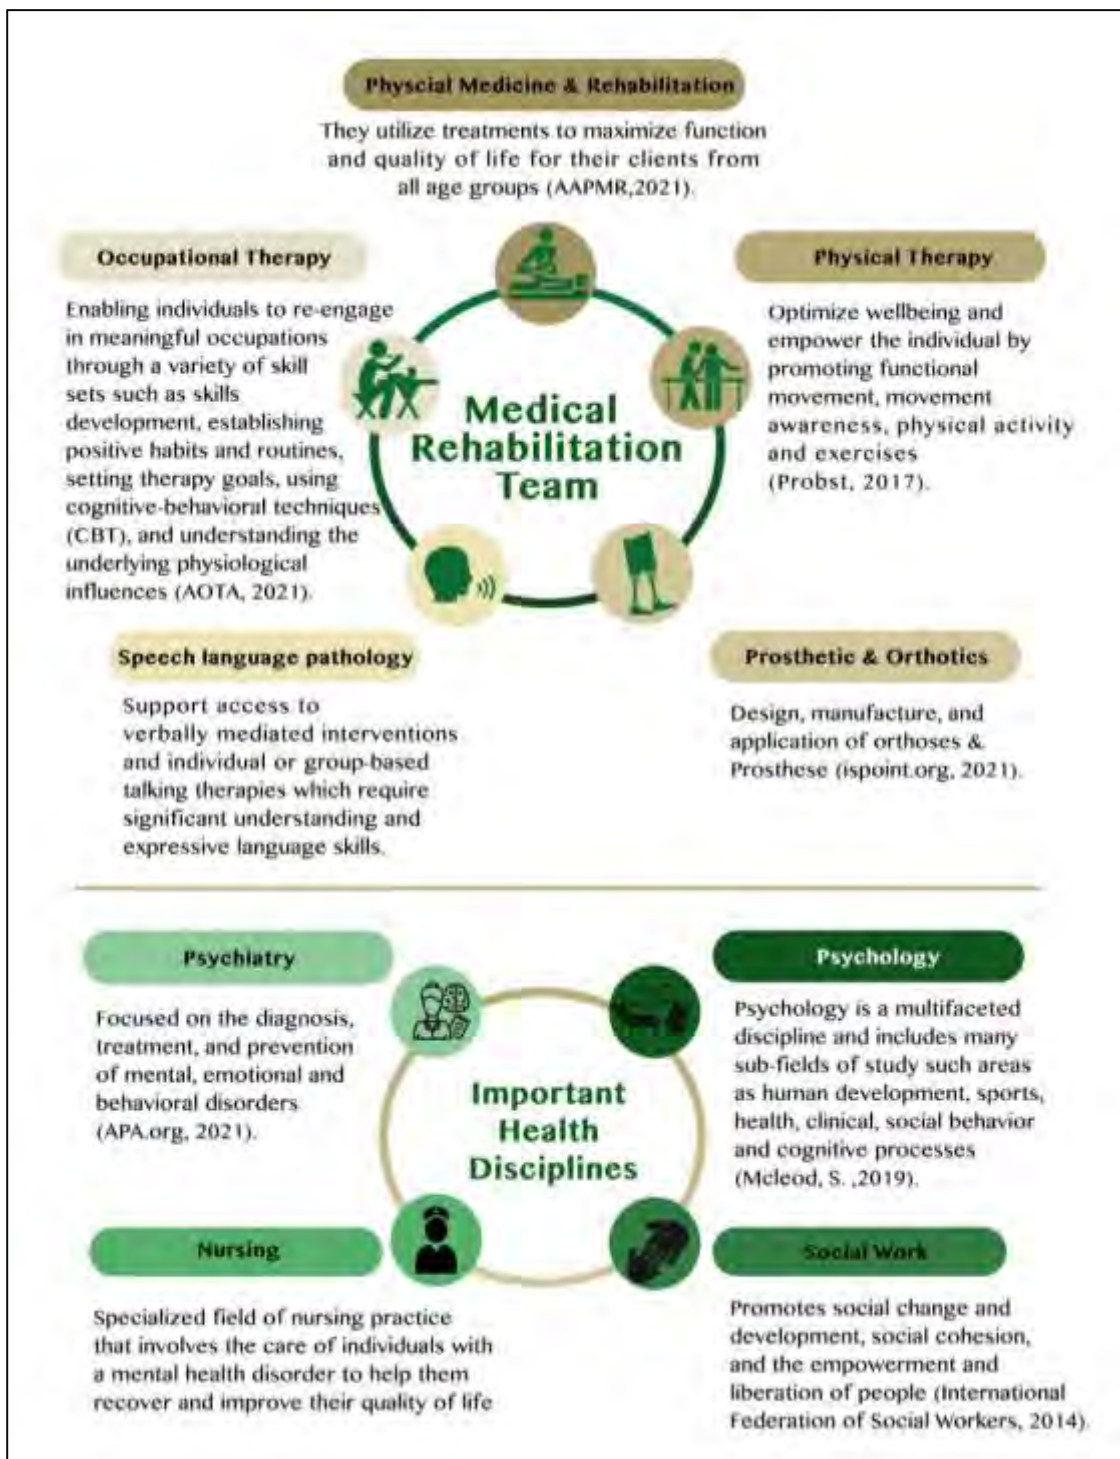 Physcial Medicine & Rehabilitation
They utilize treatments to maximize function
and quality of life for their clients from
all age groups (AAPMR,2021).
Occupational Therapy
Enabling individuals to re-engage
in meaningful occupations
through a variety of skill
sets such as skills
development, establishing
positive habits and routines,
setting therapy goals, using
cognitive-behavioral techniques
(CBT), and understanding the
underlying physiological
influences (AOTA, 2021).
Physical Therapy
Optimize wellbeing and
empower the individual by
promoting functional
movement, movement
awareness, physical activity
and exercises
(Probst, 2017).
Medical
Rehabilitation
Team
Speech language pathology
Support access to
verbally mediated interventions
and individual or group-based
talking therapies which require
significant understanding and
expressive language skills.
Prosthetic & Orthotics
Design, manufacture, and
application of orthoses &
Prosthese (ispoint.org, 2021).
Psychiatry
Focused on the diagnosis,
treatment, and prevention
of mental, emotional and
behavioral disorders
(APA.org, 2021).
Psychology
Psychology is a multifaceted
discipline and includes many
sub-fields of study such areas
as human development, sports,
health, clinical, social behavior
and cognitive processes
(Mcleod, S. ,2019).
Important
Health
Disciplines
Nursing
Specialized field of nursing practice
that involves the care of individuals with
a mental health disorder to help them
recover and improve their quality of life
Social Work
Promotes social change and
development, social cohesion,
and the empowerment and
liberation of people (International
Federation of Social Workers, 2014).